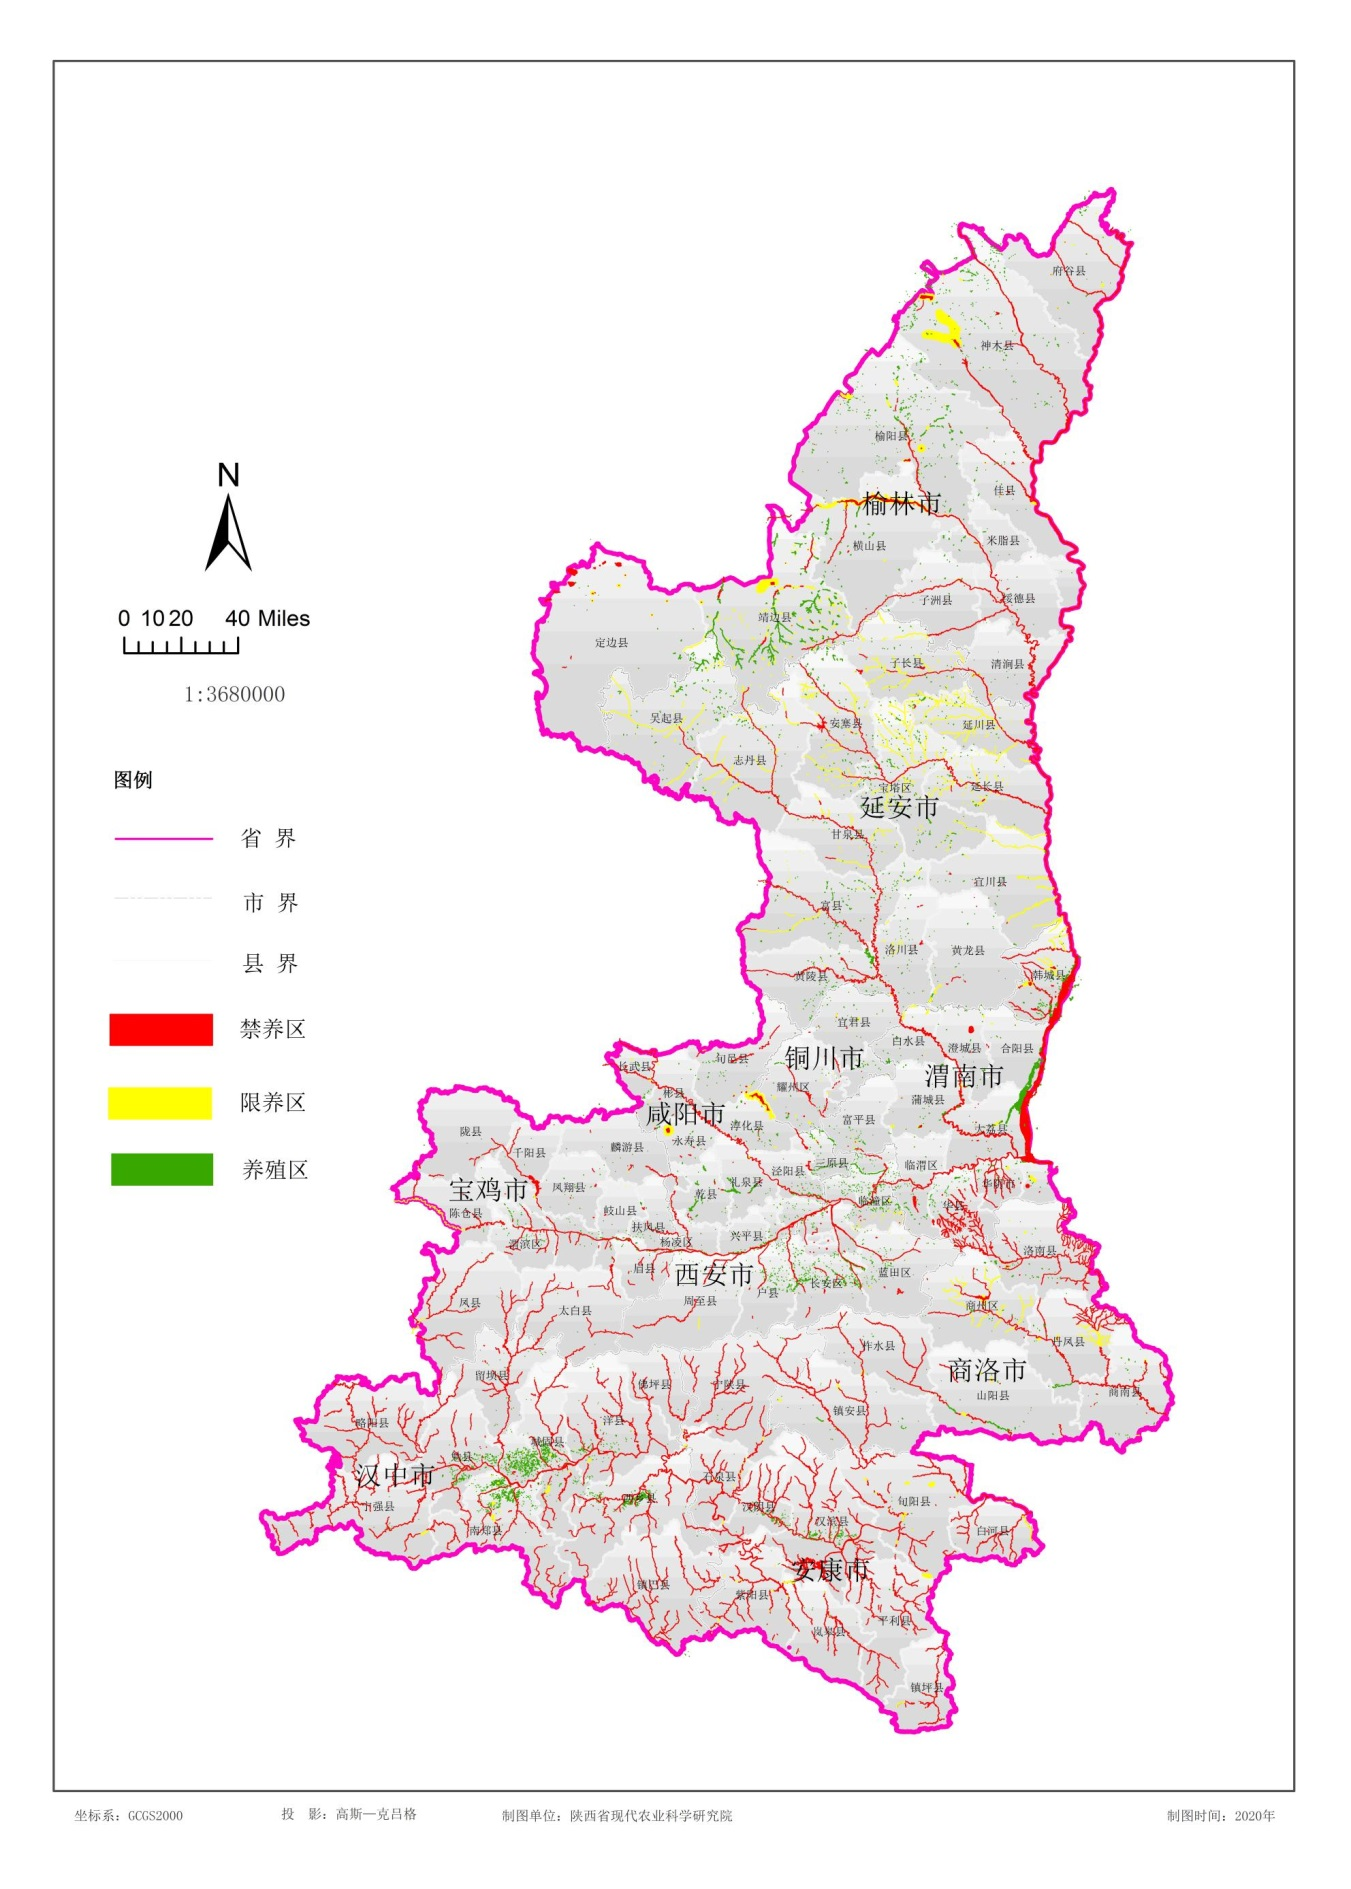 府谷县
神木县
榆阳县
N
佳县
榆林市
横山县
米脂县
子洲县
绥德县
0 10 20 40 Miles
靖边县
定边县
子长县
清涧县
1:3680000
吴起县
安塞县
延川县
志丹县
图例
宝塔区
延长县
延安市
省 界
甘泉县
宜川县
市 界
富县
洛川县
黄龙县
县 界
黄陵县
韩城县
禁养区
宜君县
白水县
澄城县
合阳县
铜川市
旬邑县
长武县
渭南市
耀州区
彬县
限养区
蒲城县
咸阳市
淳化县
富平县
大荔县
陇县
永寿县
麟游县
千阳县
三原县
临渭区
养殖区
泾阳县
礼泉县
宝鸡市
凤翔县
乾县
华阴市
临潼区
华县
岐山县
陈仓县
扶风县
兴平县
杨凌区
渭滨区
洛南县
眉县
西安市
蓝田区
长安区
户县
周至县
凤县
太白县
商州区
丹凤县
柞水县
留坝县
商洛市
佛坪县
宁陕县
山阳县
商南县
镇安县
略阳县
洋县
城固县
勉县
汉中市
石泉县
西乡县
旬阳县
宁强县
汉阴县
汉滨县
南郑县
白河县
安康市
镇巴县
紫阳县
平利县
岚皋县
镇坪县
坐标系：GCGS2000
投 影：高斯—克吕格
制图单位：陕西省现代农业科学研究院
制图时间：2020年